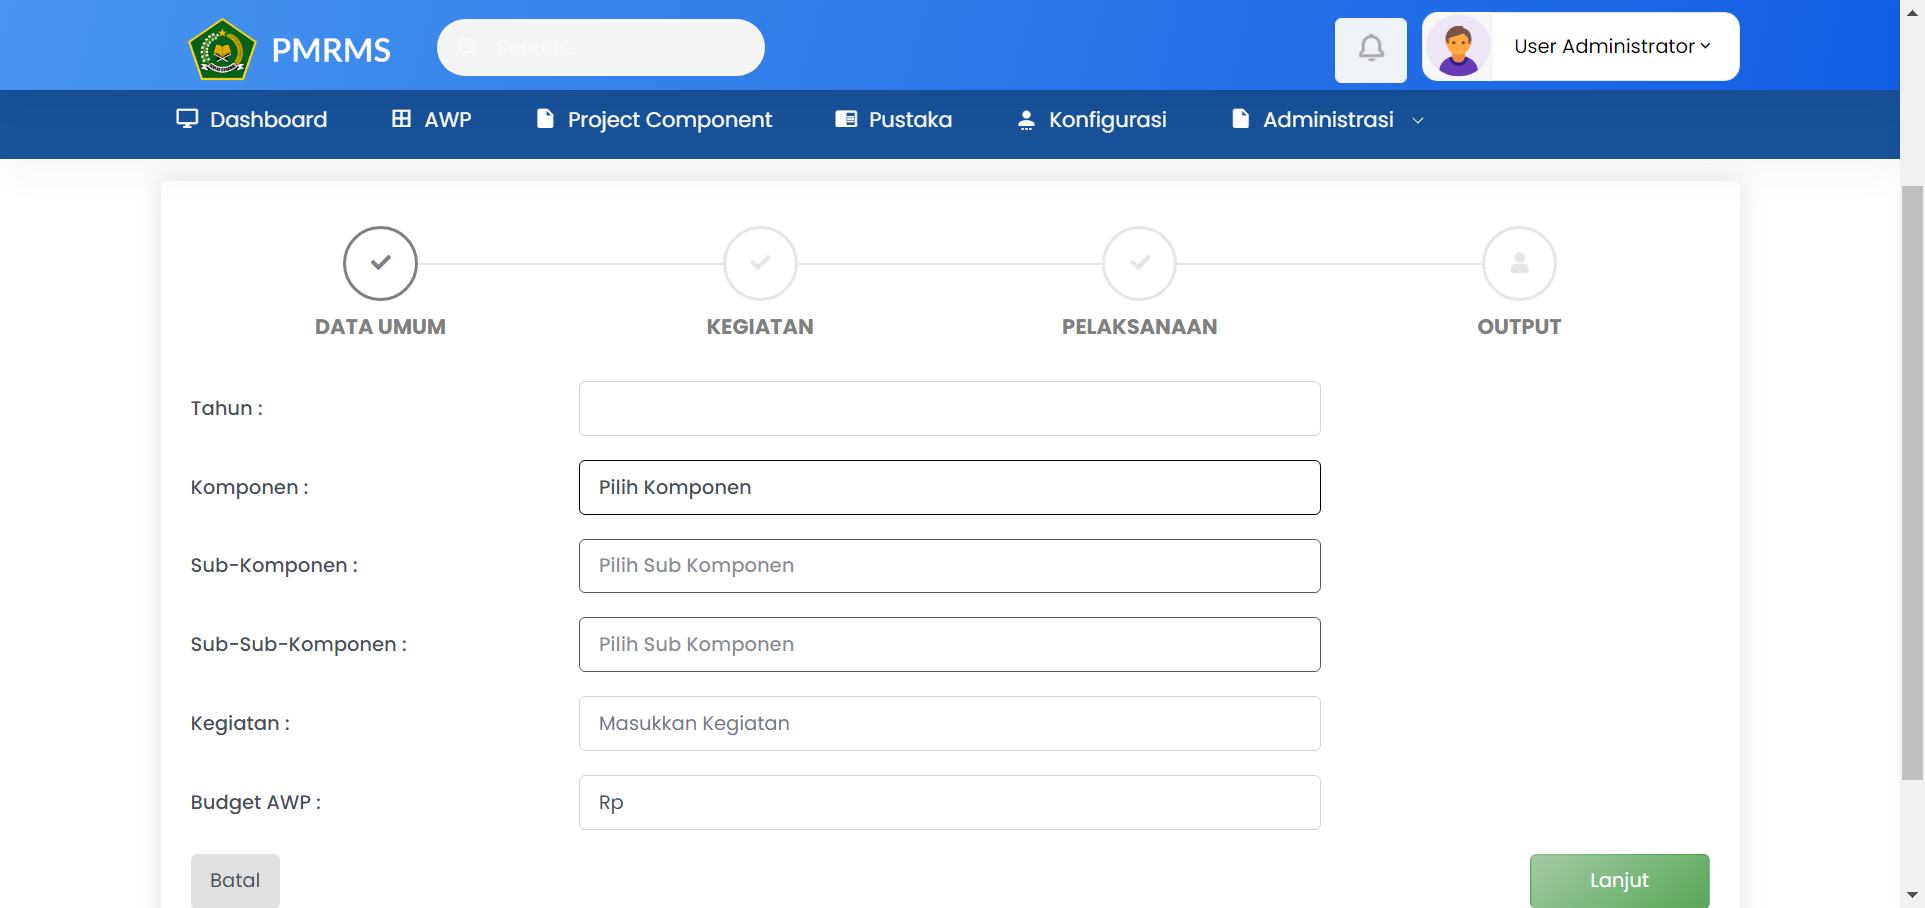 PMRMS
Search...
User Administrator
Dashboard
AWP
Project Component
Pustaka
Konfigurasi
Administrasi
DATA UMUM
KEGIATAN
PELAKSANAAN
OUTPUT
Tahun :
Komponen :
Pilih Komponen
Sub-Komponen :
Pilih Sub Komponen
Sub-Sub-Komponen :
Pilih Sub Komponen
Kegiatan :
Masukkan Kegiatan
Budget AWP :
Rp
Batal
Lanjut